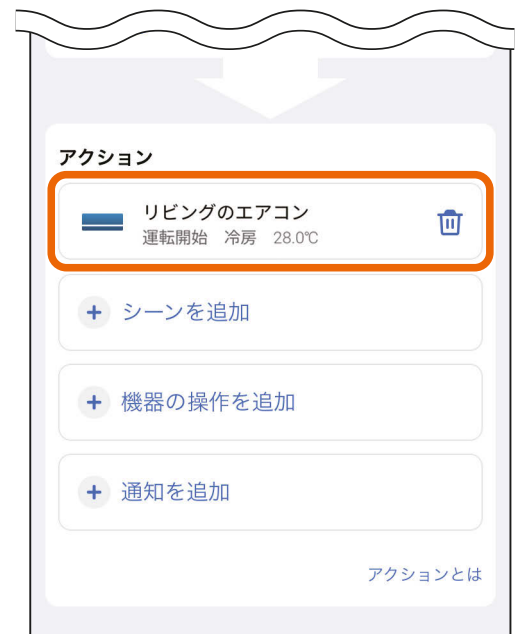 アクション
リビングのエアコン
運転開始 冷房 28.0℃
シーンを追加
機器の操作を追加
通知を追加
アクションとは